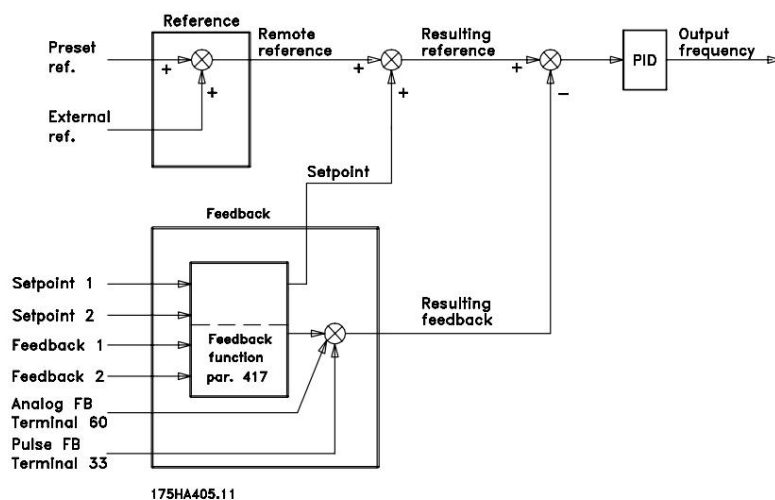 Reference
Preset
ref.
External
ref.
+
+
Remote
reference
+
+
Resulting
reference
+
−
PID
Output
frequency
Setpoint
Feedback
Setpoint 1
Setpoint 2
Feedback 1
Feedback 2
Analog FB
Terminal 60
Pulse FB
Terminal 33
Feedback
function
par. 417
Resulting
feedback
175HA405.11